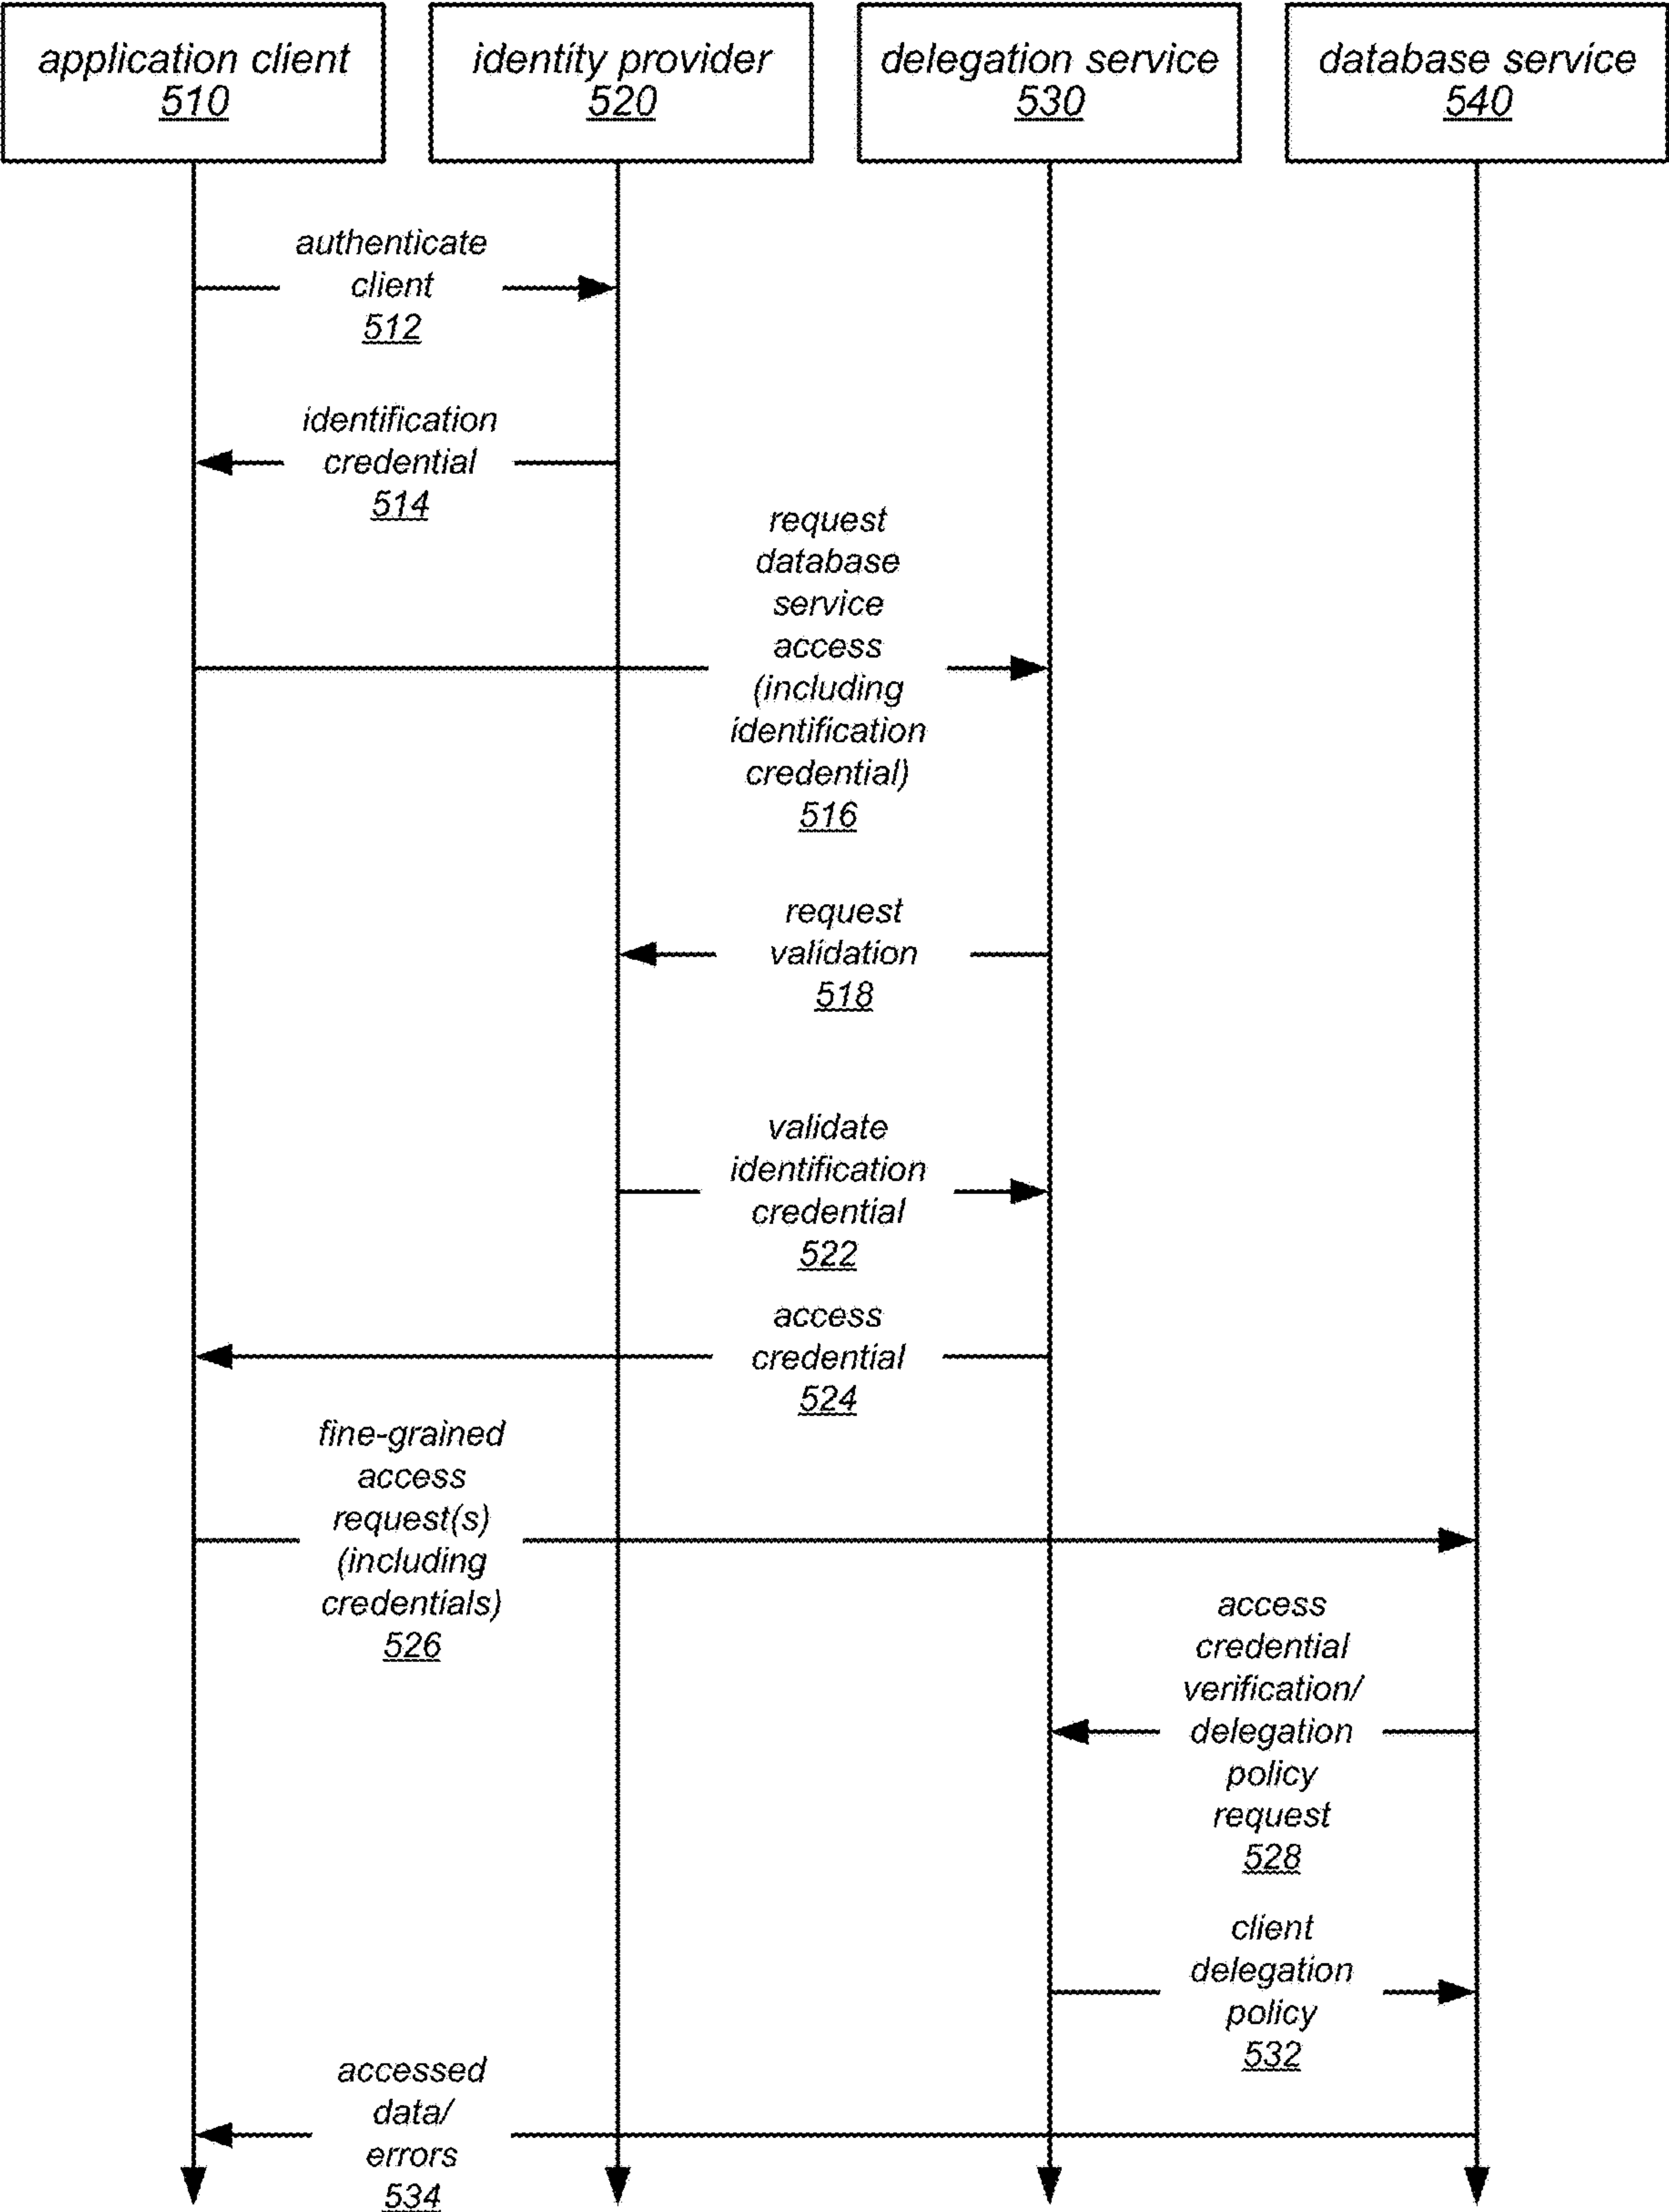 application client
510
identity provider
520
delegation service
530
database service
540
authenticate
client
512
identification
credential
514
request
database
service
access
(including
identification
credential)
516
request
validation
518
validate
identification
credential
522
access
credential
524
fine-grained
access
request(s)
(including
credentials)
526
access
credential
verification/
delegation
policy
request
528
client
delegation
policy
532
accessed
data/
errors
534